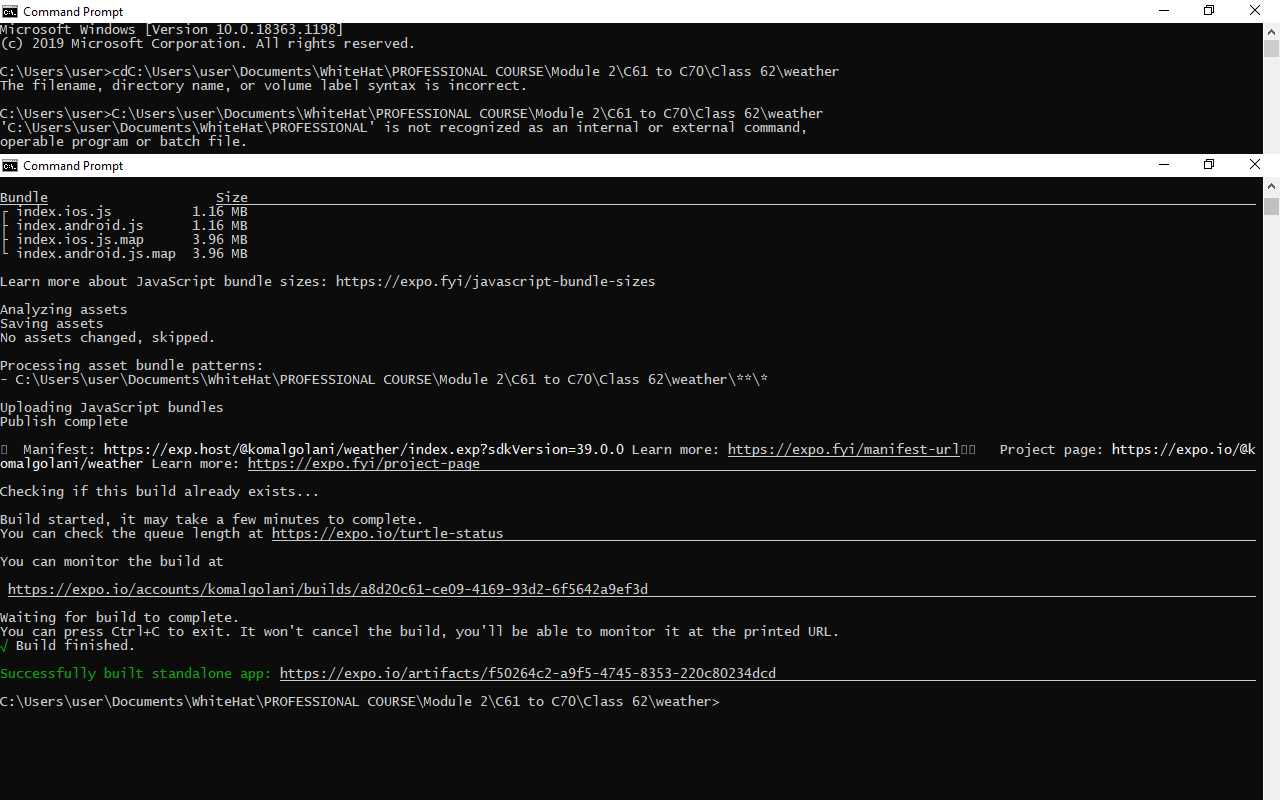 Command Prompt
Microsoft Windows [Version 10.0.18363.1198]
(c) 2019 Microsoft Corporation. All rights reserved.
C:\Users\user>cdC:\Users\user\Documents\WhiteHat\PROFESSIONAL COURSE\Module 2\C61 to C70\Class 62\weather
The filename, directory name, or volume label syntax is incorrect.
C:\Users\user>C:\Users\user\Documents\WhiteHat\PROFESSIONAL COURSE\Module 2\C61 to C70\Class 62\weather
'C:\Users\user\Documents\WhiteHat\PROFESSIONAL' is not recognized as an internal or external command,
operable program or batch file.
Command Prompt
Bundle Size
┌ index.ios.js 1.16 MB
├ index.android.js 1.16 MB
├ index.ios.js.map 3.96 MB
└ index.android.js.map 3.96 MB
Learn more about JavaScript bundle sizes: https://expo.fyi/javascript-bundle-sizes
Analyzing assets
Saving assets
No assets changed, skipped.
Processing asset bundle patterns:
- C:\Users\user\Documents\WhiteHat\PROFESSIONAL COURSE\Module 2\C61 to C70\Class 62\weather\**\*
Uploading JavaScript bundles
Publish complete
Manifest: https://exp.host/@komalgolani/weather/index.exp?sdkVersion=39.0.0 Learn more: https://expo.fyi/manifest-url Project page: https://expo.io/@k
omalgolani/weather Learn more: https://expo.fyi/project-page
Checking if this build already exists...
Build started, it may take a few minutes to complete.
You can check the queue length at https://expo.io/turtle-status
You can monitor the build at
https://expo.io/accounts/komalgolani/builds/a8d20c61-ce09-4169-93d2-6f5642a9ef3d
Waiting for build to complete.
You can press Ctrl+C to exit. It won't cancel the build, you'll be able to monitor it at the printed URL.
√ Build finished.
Successfully built standalone app: https://expo.io/artifacts/f50264c2-a9f5-4745-8353-220c80234dcd
C:\Users\user\Documents\WhiteHat\PROFESSIONAL COURSE\Module 2\C61 to C70\Class 62\weather>